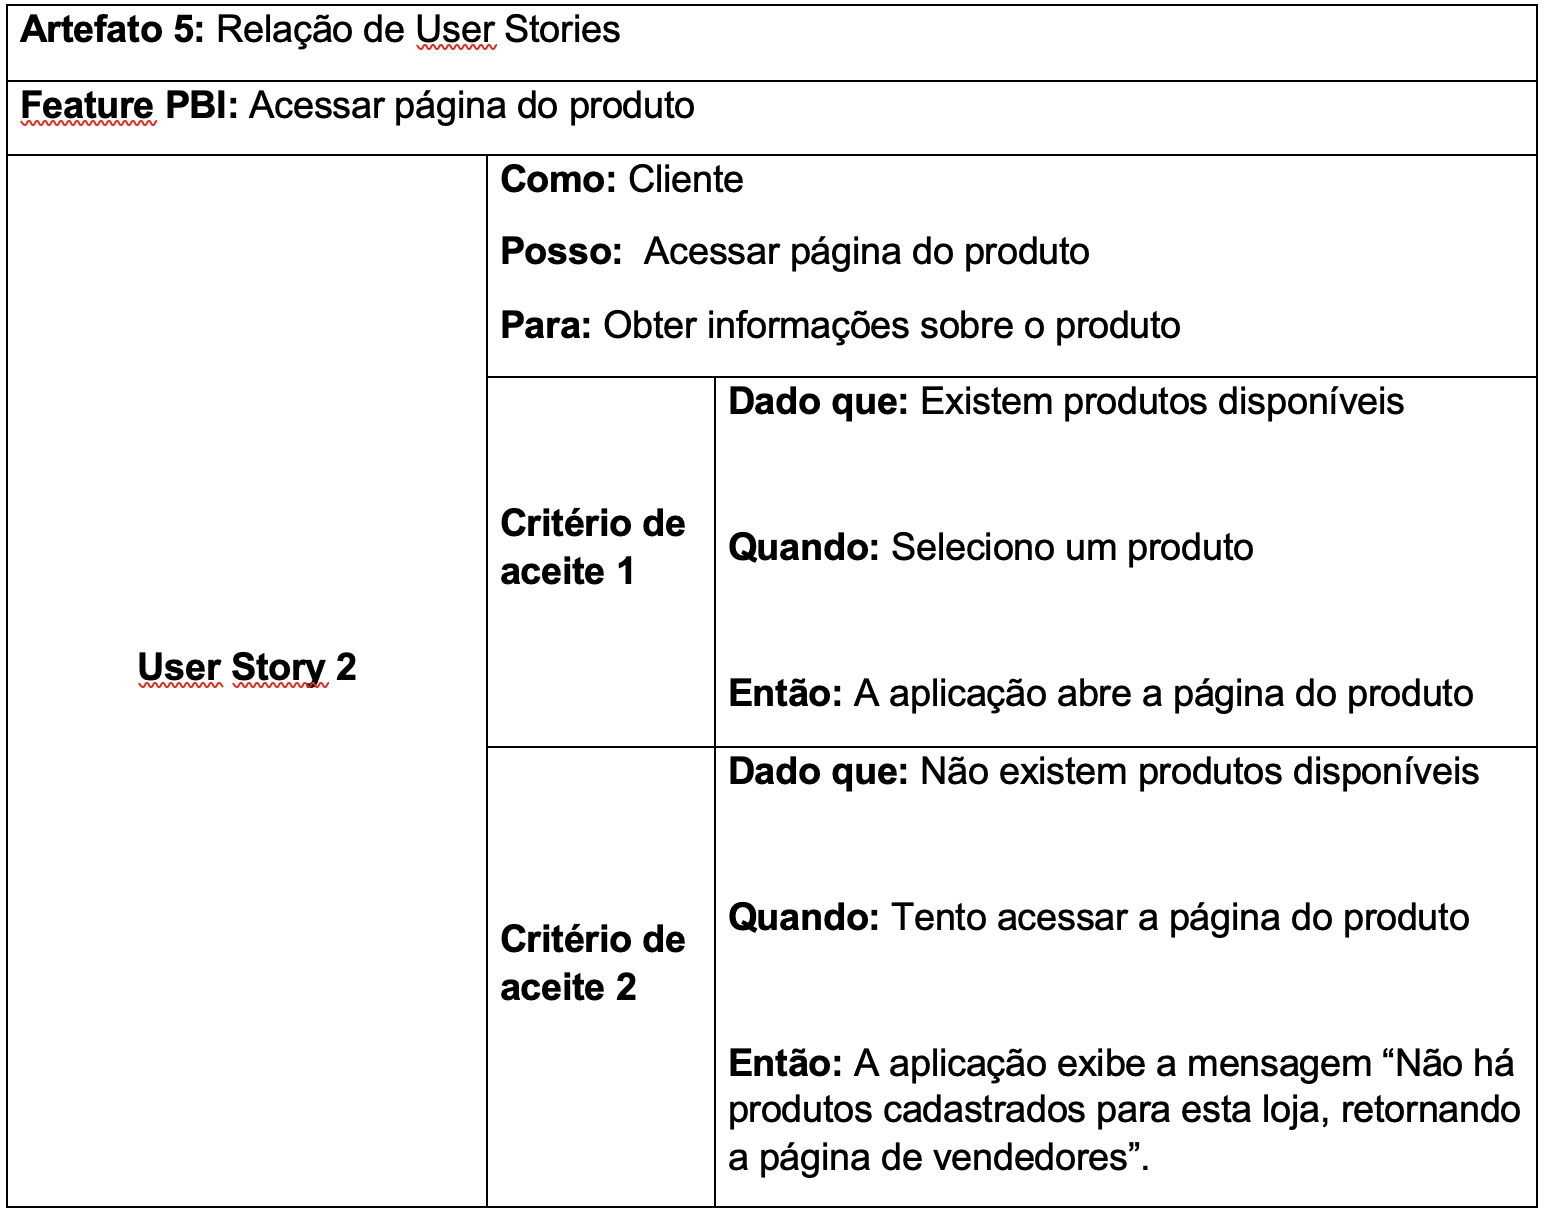 Artefato 5: Relação de User Stories
Feature PBI: Acessar página do produto
User Story 2
Como: Cliente
Posso: Acessar página do produto
Para: Obter informações sobre o produto
Critério de
aceite 1
Dado que: Existem produtos disponíveis
Quando: Seleciono um produto
Então: A aplicação abre a página do produto
Critério de
aceite 2
Dado que: Não existem produtos disponíveis
Quando: Tento acessar a página do produto
Então: A aplicação exibe a mensagem “Não há
produtos cadastrados para esta loja, retornando
a página de vendedores”.